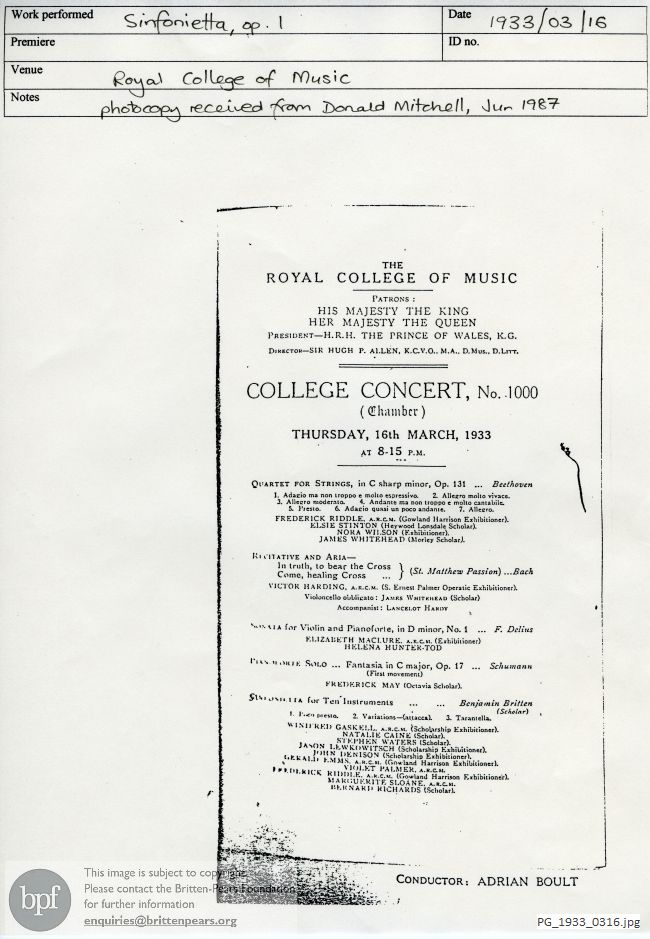 Work performed Sinfonietta, op. 1 Date 1933/03/16
Premiere ID no.
Venue Royal College of Music
Notes photocopy received from Donald Mitchell, Jun 1987
THE
ROYAL COLLEGE OF MUSIC
PATRONS:
HIS MAJESTY THE KING
HER MAJESTY THE QUEEN
PRESIDENT—H.R.H. THE PRINCE OF WALES, K.G.
DIRECTOR—SIR HUGH P. ALLEN, K.C.V.O., M.A., D.MUS., D.LITT.
COLLEGE CONCERT, No. 1000
(Chamber)
THURSDAY, 16th MARCH, 1933
AT 8-15 P.M.
QUARTET FOR STRINGS, in C sharp minor, Op. 131 ... Beethoven
1. Adagio ma non troppo e molto espressivo. 2. Allegro molto vivace.
3. Allegro moderato. 4. Andante ma non troppo e molto cantabile.
5. Presto. 6. Adagio quasi un poco andante. 7. Allegro.
FREDERICK RIDDLE, A.R.C.M. (Gowland Harrison Exhibitioner).
ELSIE STINTON (Heywood Lonsdale Scholar).
NORA WILSON (Exhibitioner).
JAMES WHITEHEAD (Morley Scholar).
RECITATIVE AND ARIA—
In truth, to bear the Cross } (St. Matthew Passion) ...Bach
Come, healing Cross ...
VICTOR HARDING, A.R.C.M. (S. Ernest Palmer Operatic Exhibitioner).
Violoncello obbligato: JAMES WHITEHEAD (Scholar)
Accompanist: LANCELOT HARDY
SONATA for Violin and Pianoforte, in D minor, No. 1 ... F. Delius
ELIZABETH MACLURE, A.R.C.M. (Exhibitioner)
HELENA HUNTER-TOD
PIANOFORTE SOLO ... Fantasia in C major, Op. 17 ... Schumann
(First movement)
FREDERICK MAY (Octavia Scholar).
SINFONIETTA for Ten Instruments ... ... Benjamin Britten
(Scholar)
1. Poco presto. 2. Variations—(attacca). 3. Tarantella.
WINIFRED GASKELL, A.R.C.M. (Scholarship Exhibitioner).
NATALIE CAINE (Scholar).
STEPHEN WATERS (Scholar).
JASON LEWKOWITSCH (Scholarship Exhibitioner).
JOHN DENISON (Scholarship Exhibitioner).
GERALD EMMS, A.R.C.M. (Gowland Harrison Exhibitioner).
VIOLET PALMER, A.R.C.M.
FREDERICK RIDDLE, A.R.C.M. (Gowland Harrison Exhibitioner).
MARGUERITE SLOANE, A.R.C.M.
BERNARD RICHARDS (Scholar).
CONDUCTOR: ADRIAN BOULT
bpf
This image is subject to copyright
Please contact the Britten-Pears Foundation
for further information
enquiries@brittenpears.org
PG_1933_0316.jpg